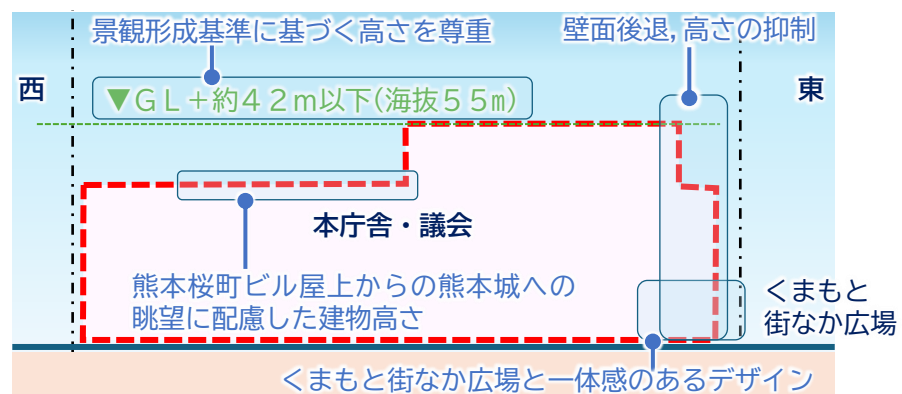 景観形成基準に基づく高さを尊重
壁面後退,高さの抑制
西
▼GL+約42m以下(海抜55㎡)
東
本庁舎・議会
熊本桜町ビル屋上からの熊本城への
眺望に配慮した建物高さ
くまもと
街なか広場
くまもと街なか広場と一体感のあるデザイン